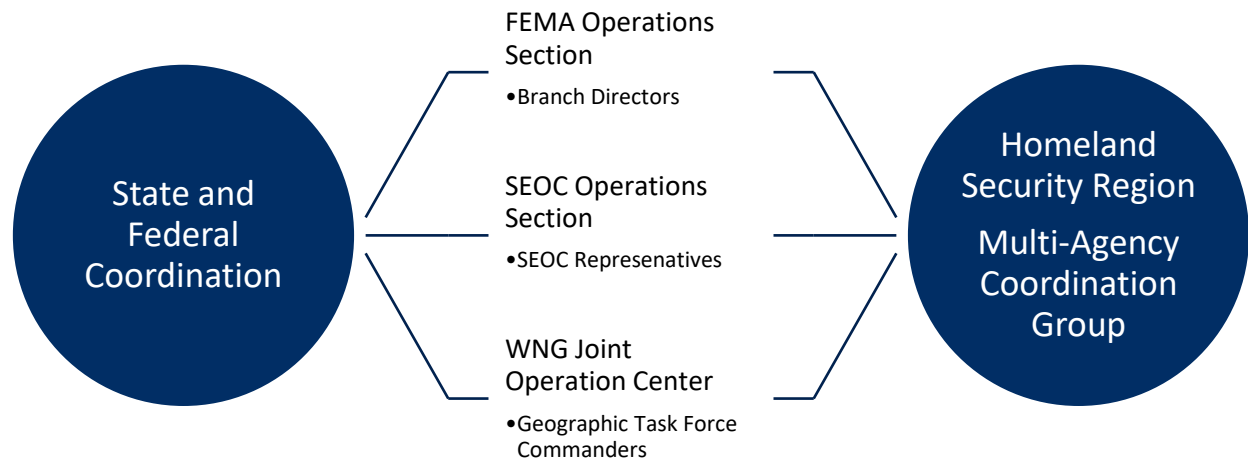 State and
Federal
Coordination
FEMA Operations
Section
•Branch Directors
SEOC Operations
Section
•SEOC Represenatives
WNG Joint
Operation Center
•Geographic Task Force
Commanders
Homeland
Security Region
Multi-Agency
Coordination
Group